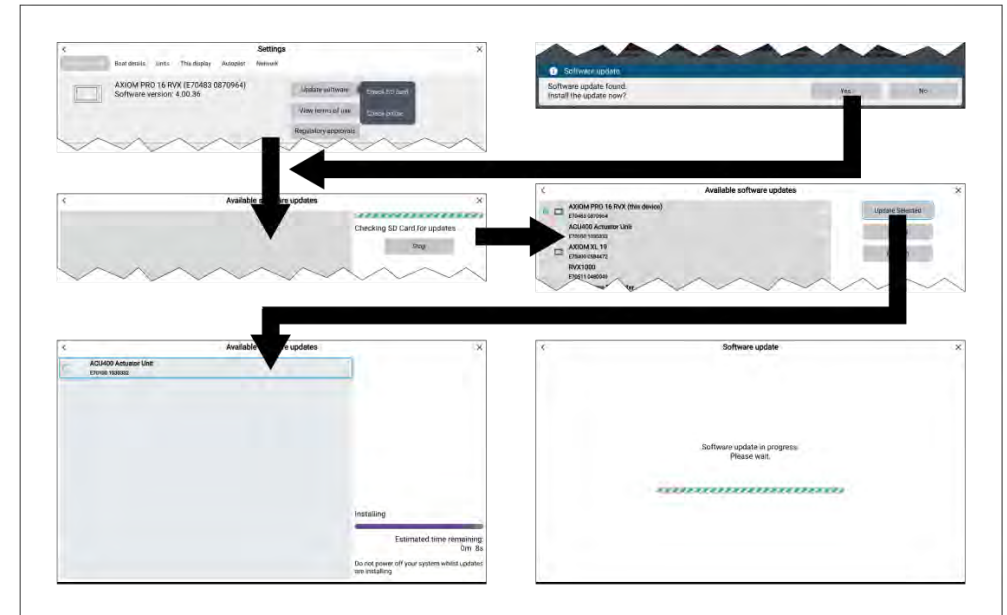 Settings
Boat details Units This display Autopilot Network
AXIOM PRO 16 RVX (E70483 0870964)
Software version: 4.00.36
Update software
Check SD card
Check online
View terms of use
Regulatory approvals
Software update
Software update found.
Install the update now?
Yes
No
Available software updates
Checking SD Card for updates
Stop
Available software updates
AXIOM PRO 16 RVX (this device)
E70483 0870964
ACU400 Actuator Unit
AXIOM XL 19
RVX1000
Update Selected
Available software updates
ACU400 Actuator Unit
Installing
Estimated time remaining:
0m 8s
Do not power off your system whilst updates
are installing
Software update
Software update in progress.
Please wait.